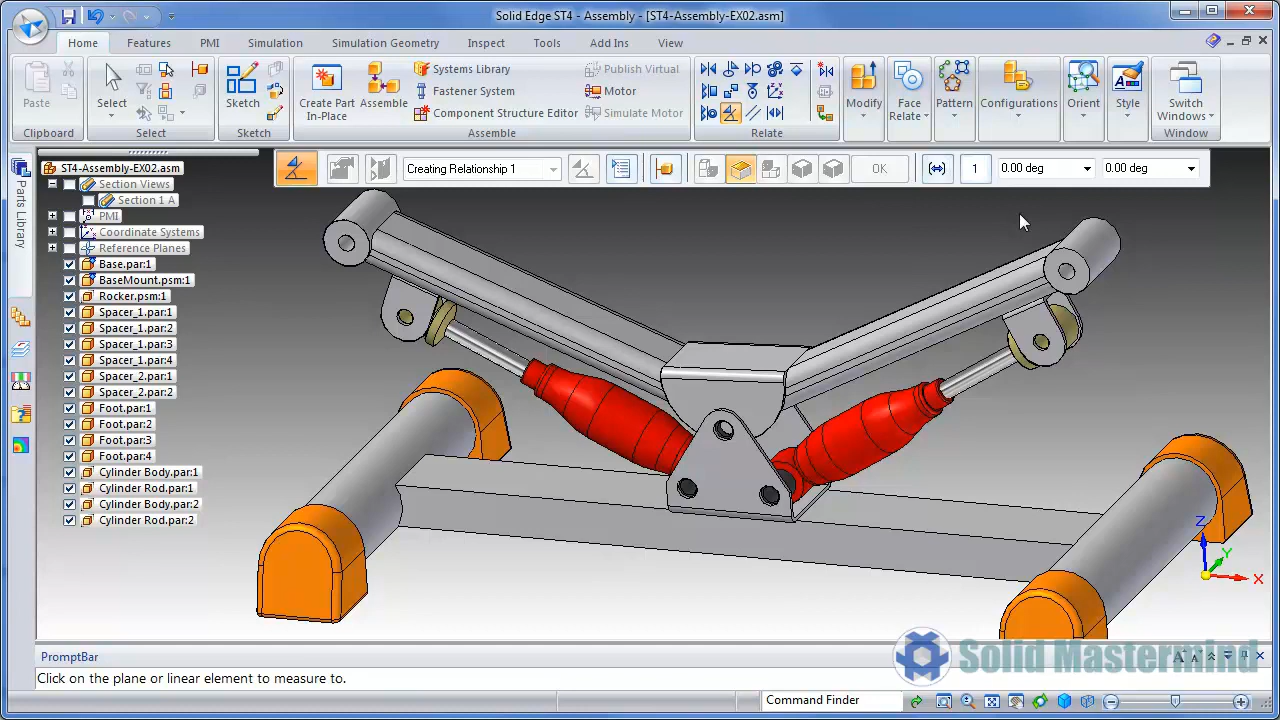 Solid Edge ST4 - Assembly - [ST4-Assembly-EX02.asm]
Home Features PMI Simulation Simulation Geometry Inspect Tools Add Ins View
Paste
Clipboard
Select
Select
Sketch
Sketch
Create Part In-Place
Assemble
Systems Library
Fastener System
Component Structure Editor
Publish Virtual
Motor
Simulate Motor
Assemble
Relate
Modify
Face Relate
Pattern
Configurations
Orient
Style
Switch Windows
Window
Parts Library
Creating Relationship 1
OK
1
0.00 deg
0.00 deg
ST4-Assembly-EX02.asm
Section Views
Section 1 A
PMI
Coordinate Systems
Reference Planes
Base.par:1
BaseMount.psm:1
Rocker.psm:1
Spacer_1.par:1
Spacer_1.par:2
Spacer_1.par:3
Spacer_1.par:4
Spacer_2.par:1
Spacer_2.par:2
Foot.par:1
Foot.par:2
Foot.par:3
Foot.par:4
Cylinder Body.par:1
Cylinder Rod.par:1
Cylinder Body.par:2
Cylinder Rod.par:2
Z
Y
X
PromptBar
Solid Mastermind
Click on the plane or linear element to measure to.
Command Finder